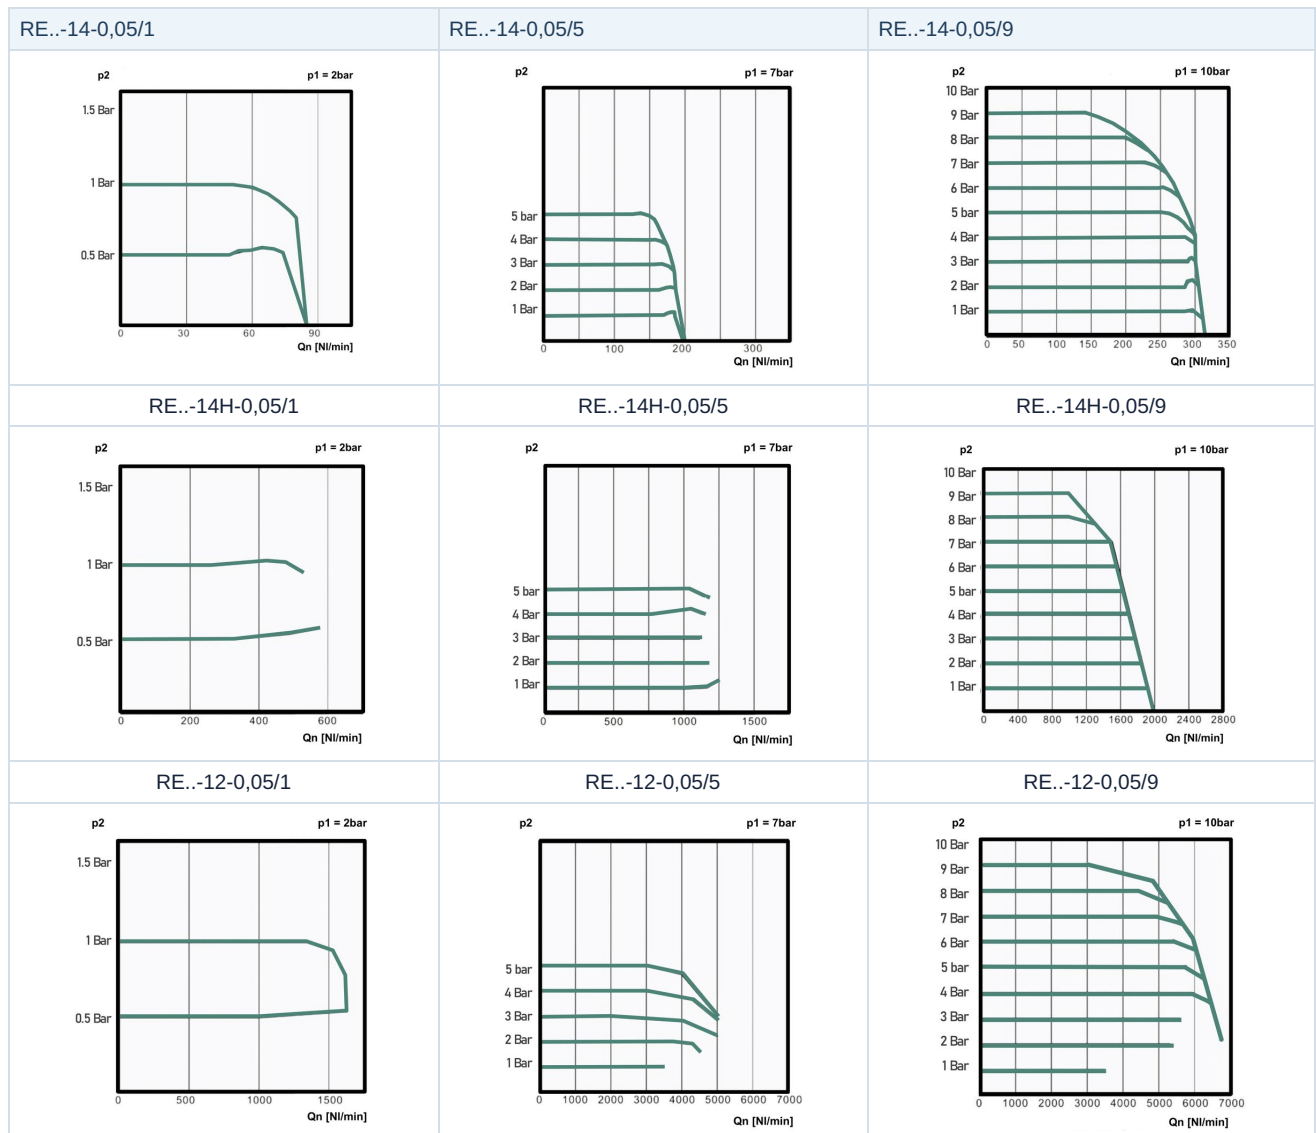 RE..-14-0,05/1
RE..-14-0,05/5
RE..-14-0,05/9
p2
p1 = 2bar
1.5 Bar
1 Bar
0.5 Bar
0 30 60 90
Qn [Nl/min]
p2
p1 = 7bar
5 bar
4 Bar
3 Bar
2 Bar
1 Bar
0 100 200 300
Qn [Nl/min]
p2
p1 = 10bar
10 Bar
9 Bar
8 Bar
7 Bar
6 Bar
5 bar
4 Bar
3 Bar
2 Bar
1 Bar
0 50 100 150 200 250 300 350
Qn [Nl/min]
RE..-14H-0,05/1
RE..-14H-0,05/5
RE..-14H-0,05/9
p2
p1 = 2bar
1.5 Bar
1 Bar
0.5 Bar
0 200 400 600
Qn [Nl/min]
p2
p1 = 7bar
5 bar
4 Bar
3 Bar
2 Bar
1 Bar
0 500 1000 1500
Qn [Nl/min]
p2
p1 = 10bar
10 Bar
9 Bar
8 Bar
7 Bar
6 Bar
5 bar
4 Bar
3 Bar
2 Bar
1 Bar
0 400 800 1200 1600 2000 2400 2800
Qn [Nl/min]
RE..-12-0,05/1
RE..-12-0,05/5
RE..-12-0,05/9
p2
p1 = 2bar
1.5 Bar
1 Bar
0.5 Bar
0 500 1000 1500
Qn [Nl/min]
p2
p1 = 7bar
5 bar
4 Bar
3 Bar
2 Bar
1 Bar
0 1000 2000 3000 4000 5000 6000 7000
Qn [Nl/min]
p2
p1 = 10bar
10 Bar
9 Bar
8 Bar
7 Bar
6 Bar
5 bar
4 Bar
3 Bar
2 Bar
1 Bar
0 1000 2000 3000 4000 5000 6000 7000
Qn [Nl/min]